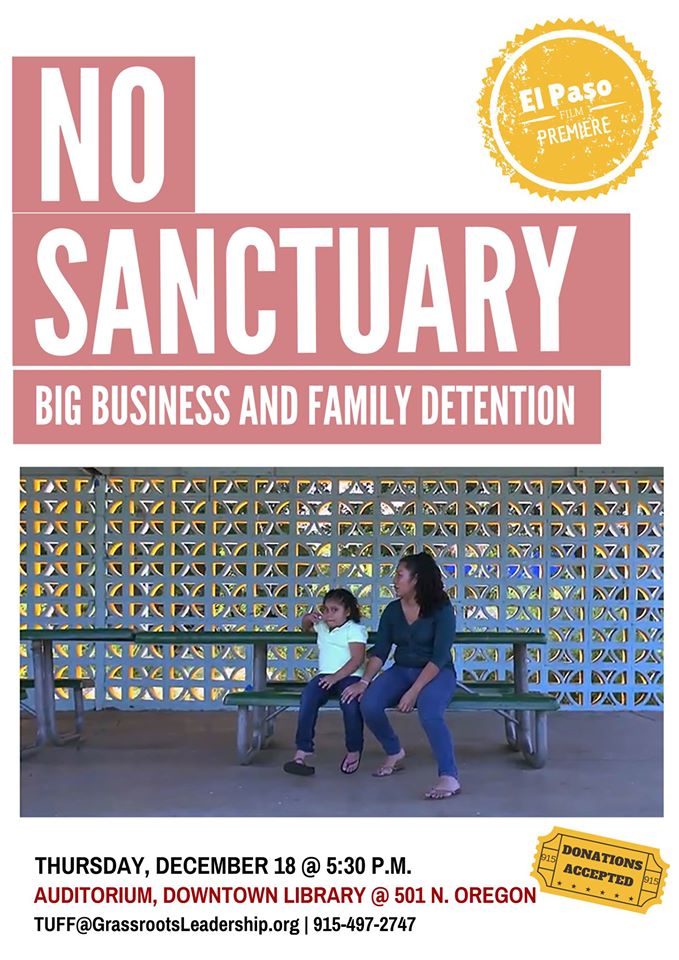 El Paso
FILM
PREMIERE
NO
SANCTUARY
BIG BUSINESS AND FAMILY DETENTION
THURSDAY, DECEMBER 18 @ 5:30 P.M.
AUDITORIUM, DOWNTOWN LIBRARY @ 501 N. OREGON
TUFF@GrassrootsLeadership.org | 915-497-2747
915
DONATIONS
ACCEPTED
915